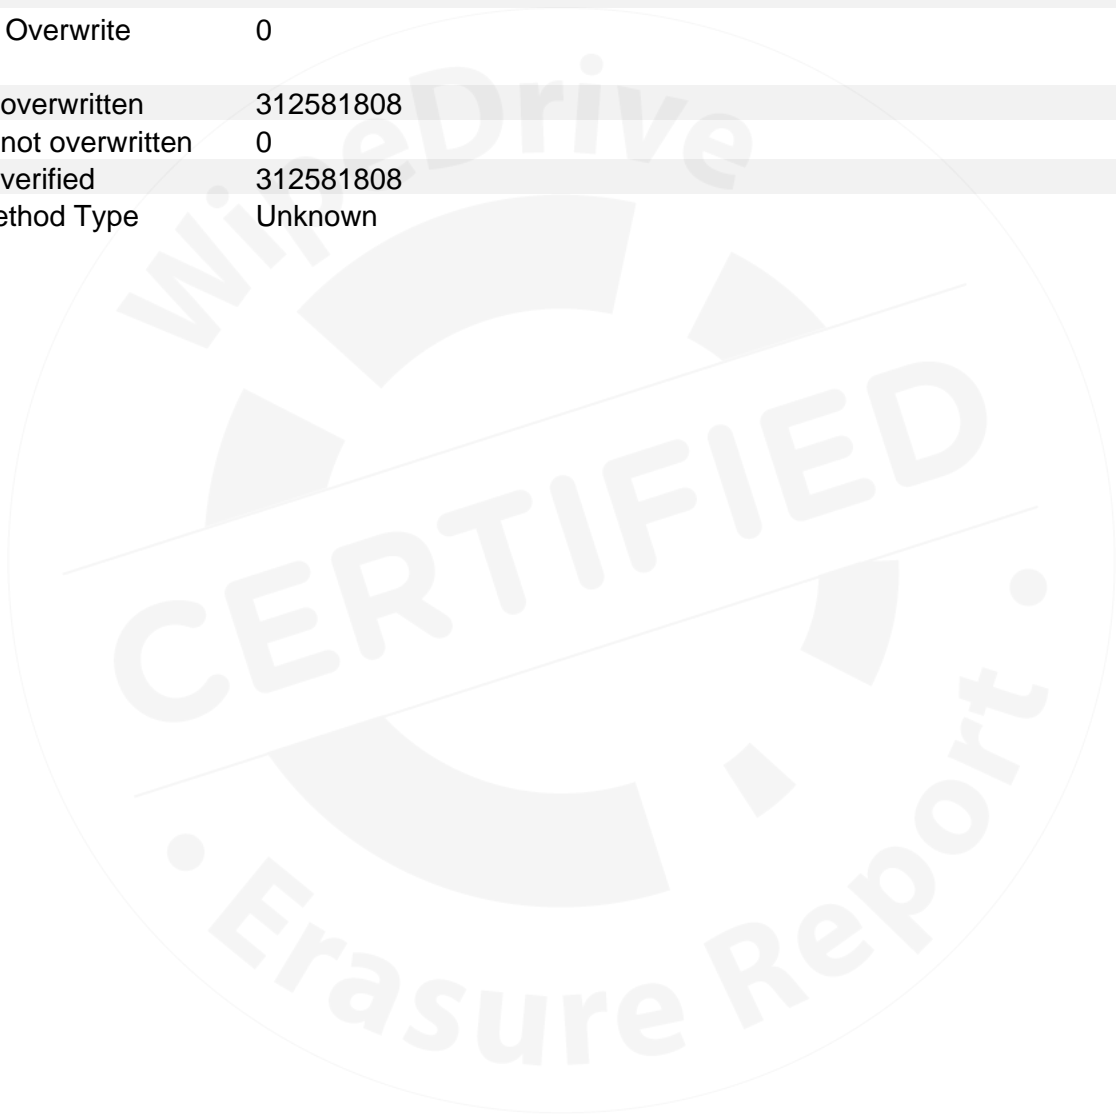 Overwrite 0
overwritten 312581808
not overwritten 0
verified 312581808
ethod Type Unknown
WipeDrive
CERTIFIED
• Erasure Report •